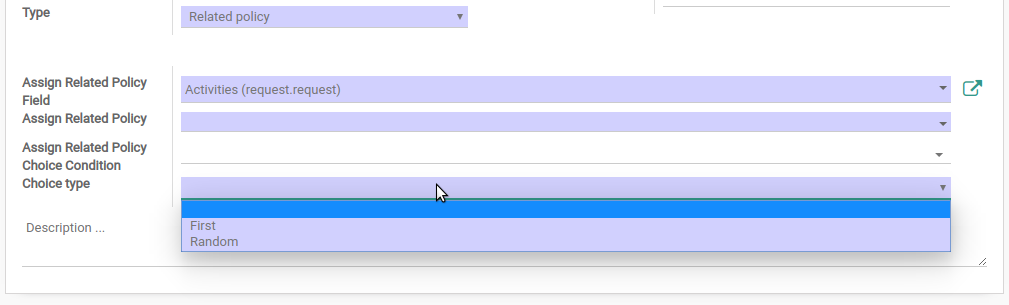 Type
Related policy
Assign Related Policy
Field
Activities (request.request)
Assign Related Policy
Assign Related Policy
Choice Condition
Choice type
First
Random
Description ...